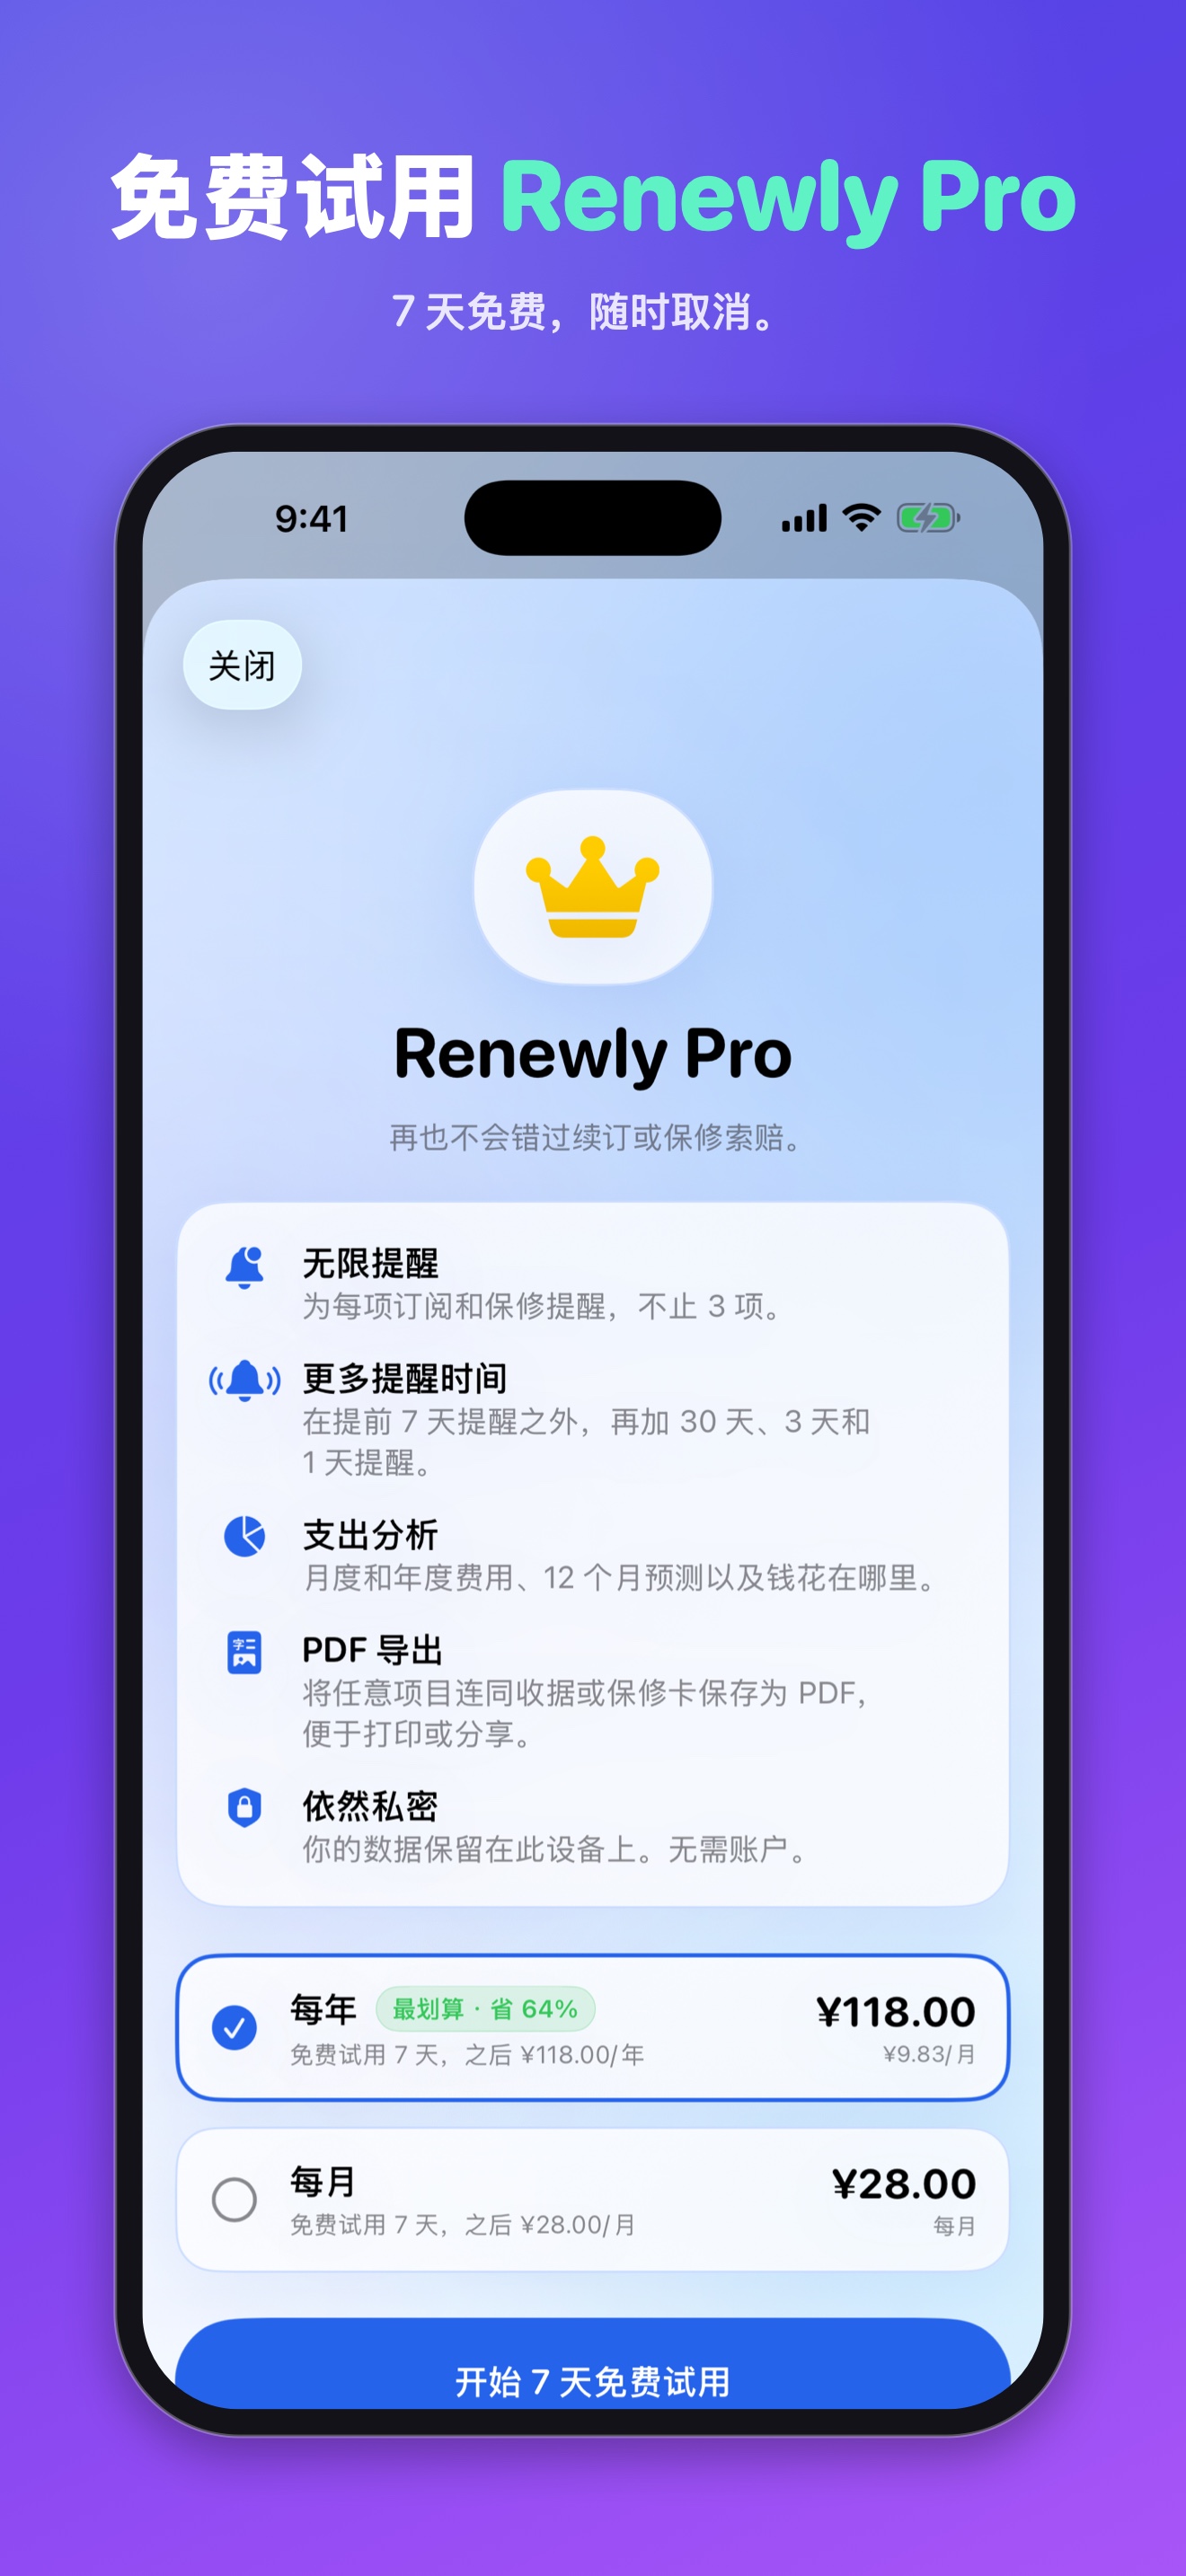 免费试用 Renewly Pro
7 天免费，随时取消。
9:41
关闭
Renewly Pro
再也不会错过续订或保修索赔。
无限提醒
为每项订阅和保修提醒，不止 3 项。
更多提醒时间
在提前 7 天提醒之外，再加 30 天、3 天和
1 天提醒。
支出分析
月度和年度费用、12 个月预测以及钱花在哪里。
字
PDF 导出
将任意项目连同收据或保修卡保存为 PDF，
便于打印或分享。
依然私密
你的数据保留在此设备上。无需账户。
每年 最划算 · 省 64% ¥118.00
免费试用 7 天，之后 ¥118.00/年 ¥9.83/月
每月 ¥28.00
免费试用 7 天，之后 ¥28.00/月 每月
开始 7 天免费试用